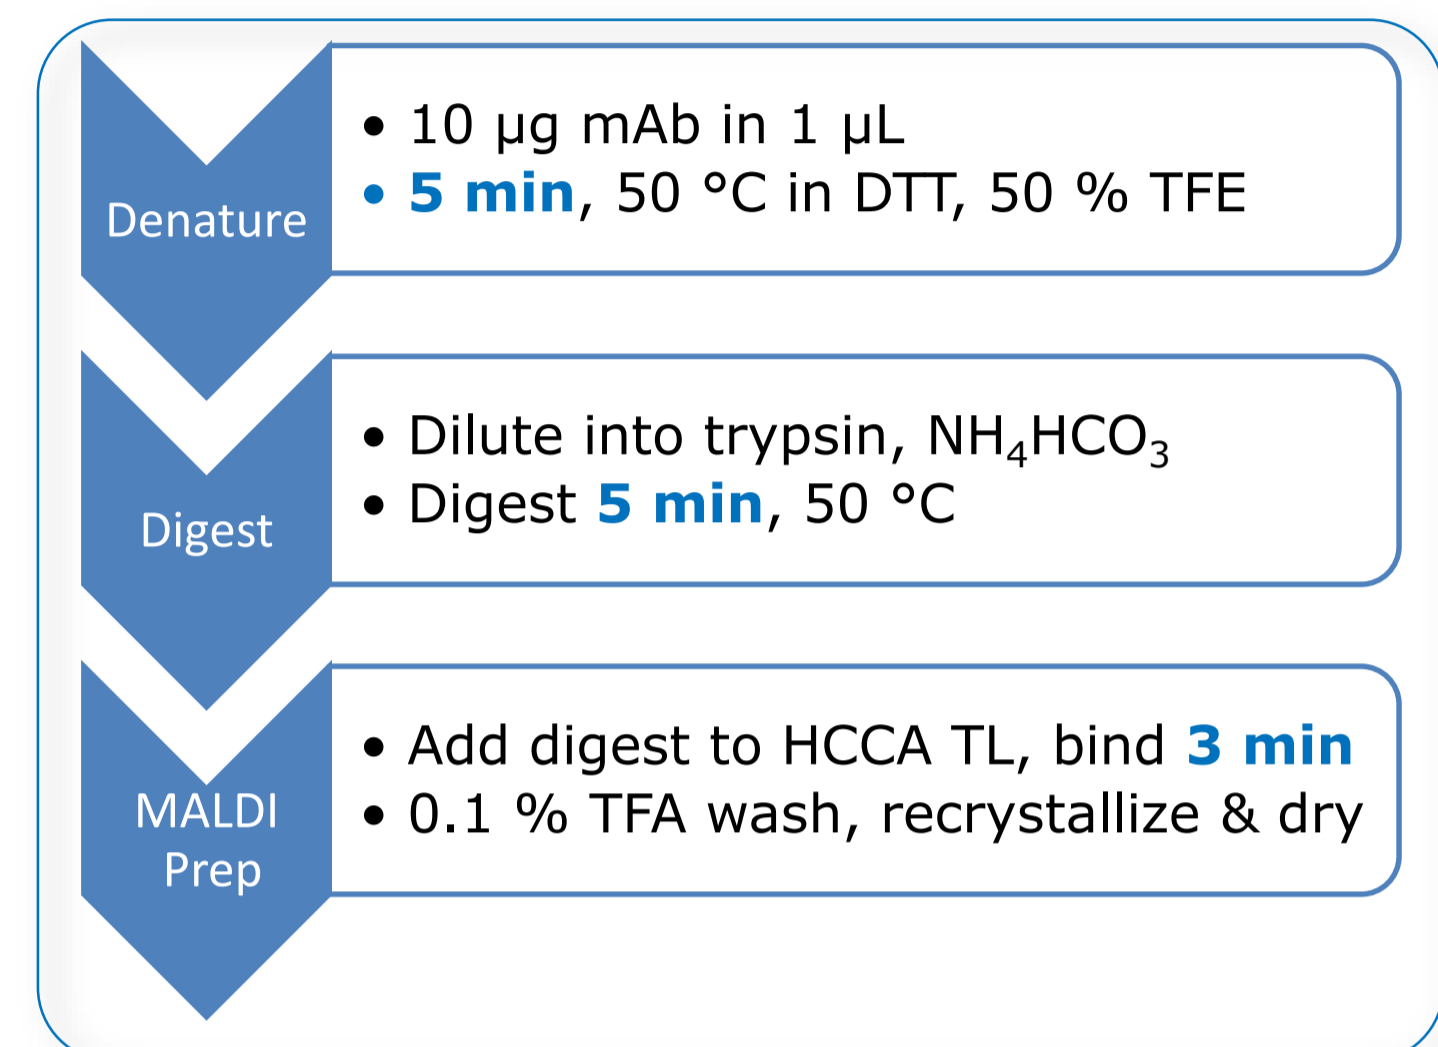 Denature
• 10 µg mAb in 1 µL
• 5 min, 50 °C in DTT, 50 % TFE
Digest
• Dilute into trypsin, NH₄HCO₃
• Digest 5 min, 50 °C
MALDI
Prep
• Add digest to HCCA TL, bind 3 min
• 0.1 % TFA wash, recrystallize & dry